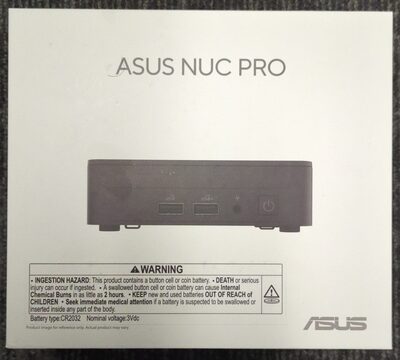 ASUS NUC PRO
WARNING
• INGESTION HAZARD: This product contains a button cell or coin battery. • DEATH or serious
injury can occur if ingested. • A swallowed button cell or coin battery can cause Internal
Chemical Burns in as little as 2 hours. • KEEP new and used batteries OUT OF REACH of
CHILDREN • Seek immediate medical attention if a battery is suspected to be swallowed or
inserted inside any part of the body.
Battery type:CR2032 Nominal voltage:3Vdc
Product image for reference only. Actual product may vary.
ASUS